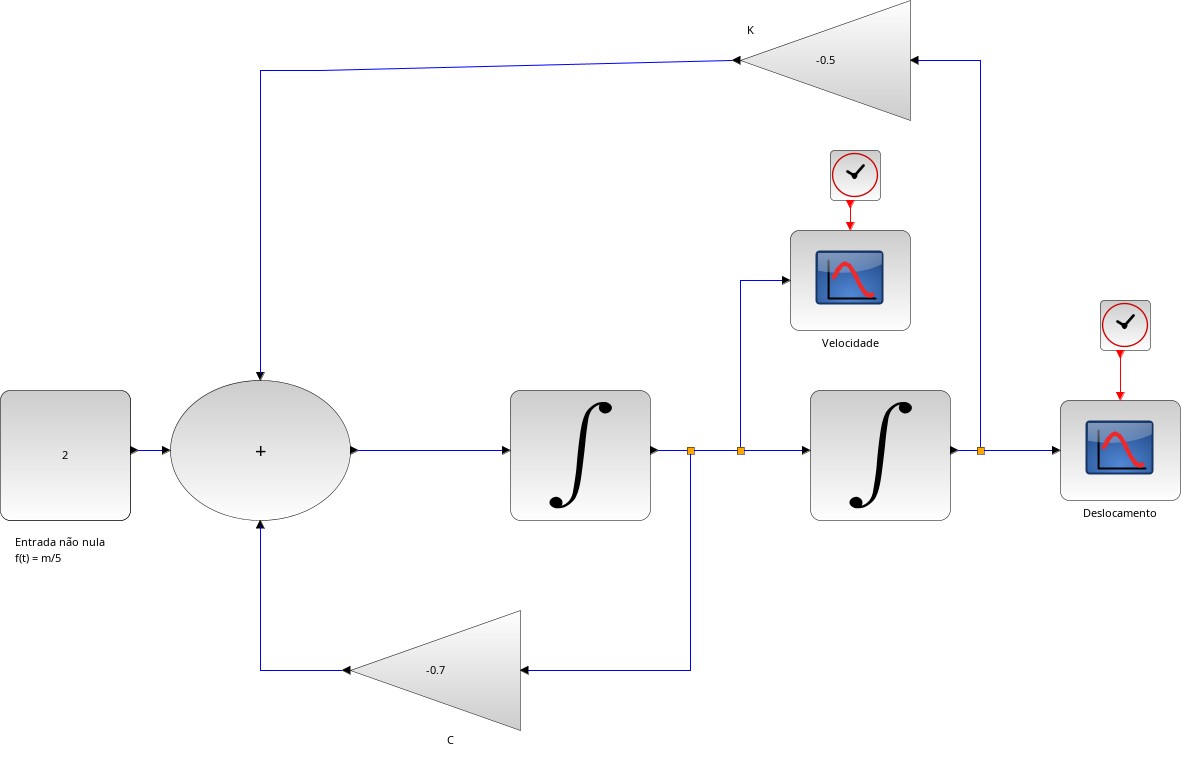 K
-0.5
Velocidade
2
+
∫
∫
Deslocamento
Entrada não nula
f(t) = m/5
-0.7
C